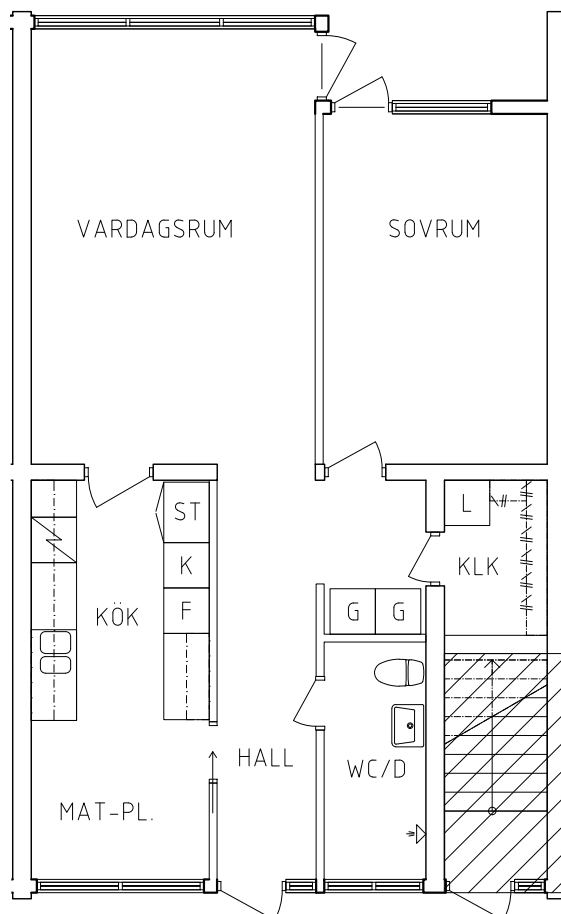 VARDAGSRUM
SOVRUM
ST
L
K
KLK
KÖK
F
G G
HALL
WC/D
MAT-PL.